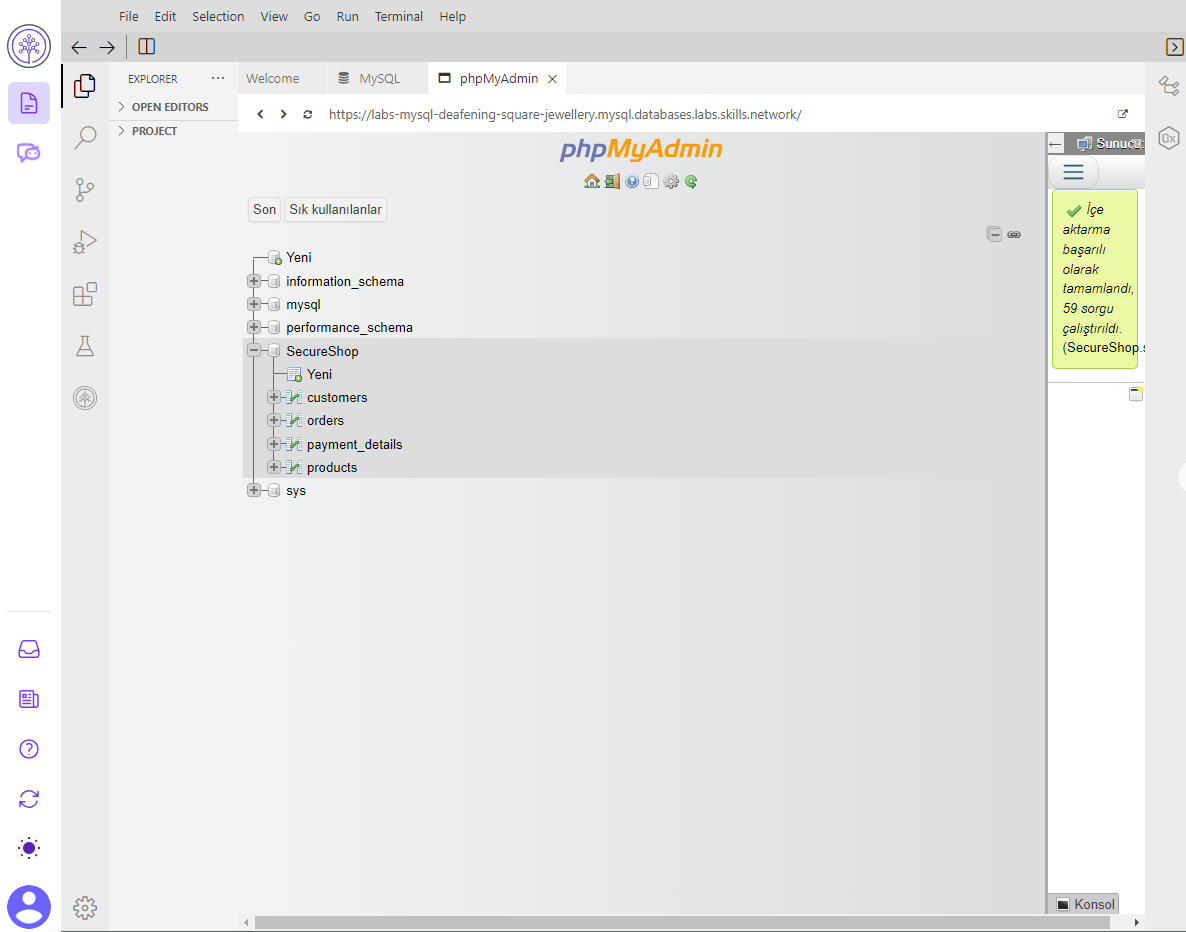 File Edit Selection View Go Run Terminal Help
EXPLORER
Welcome MySQL phpMyAdmin
OPEN EDITORS
PROJECT
https://labs-mysql-deafening-square-jewellery.mysql.databases.labs.skills.network/
phpMyAdmin
Son Sık kullanılanlar
Yeni
information_schema
mysql
performance_schema
SecureShop
Yeni
customers
orders
payment_details
products
sys
Sunucu:
İçe
aktarma
başarılı
olarak
tamamlandı,
59 sorgu
çalıştırıldı.
(SecureShop.s
Konsol
0x